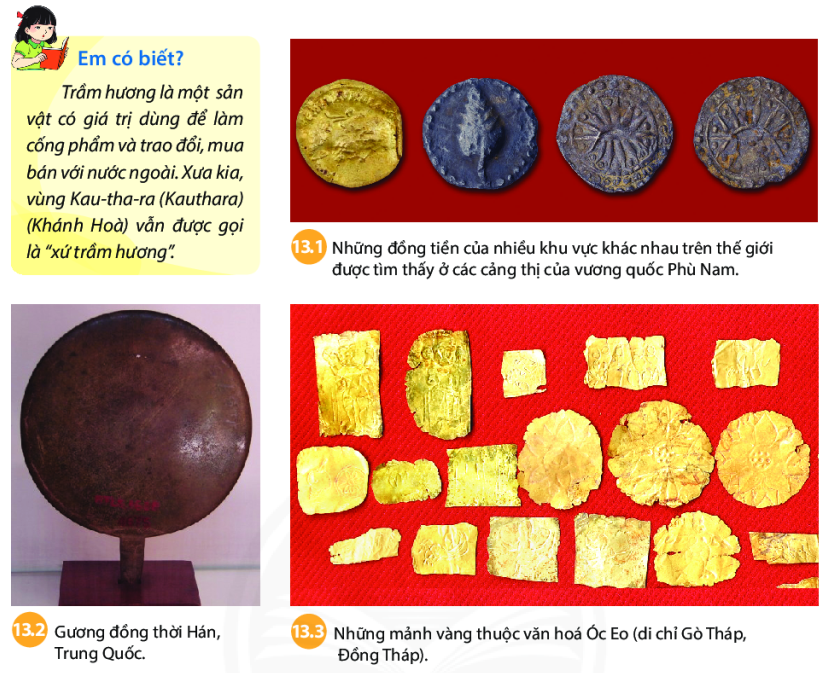 Em có biết?
Trầm hương là một sản
vật có giá trị dùng để làm
cống phẩm và trao đổi, mua
bán với nước ngoài. Xưa kia,
vùng Kau-tha-ra (Kauthara)
(Khánh Hoà) vẫn được gọi
là “xứ trầm hương”.
13.1 Những đồng tiền của nhiều khu vực khác nhau trên thế giới
được tìm thấy ở các cảng thị của vương quốc Phù Nam.
13.2 Gương đồng thời Hán,
Trung Quốc.
13.3 Những mảnh vàng thuộc văn hoá Óc Eo (di chỉ Gò Tháp,
Đồng Tháp).